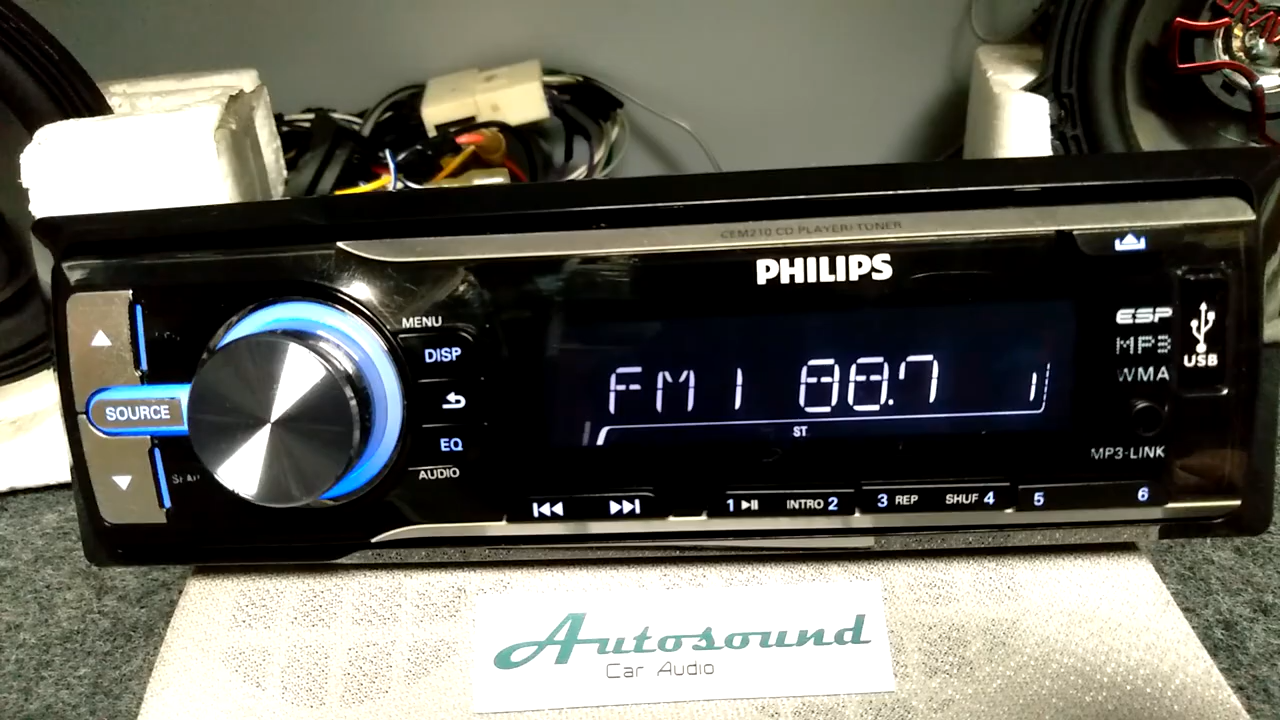 CEM210 CD PLAYER/TUNER
PHILIPS
MENU
DISP
SOURCE
EQ
AUDIO
FM1 88.7 1
ST
ESP
MP3
WMA
USB
MP3-LINK
1 INTRO 2 3 REP SHUF 4 5 6
Autosound
Car Audio